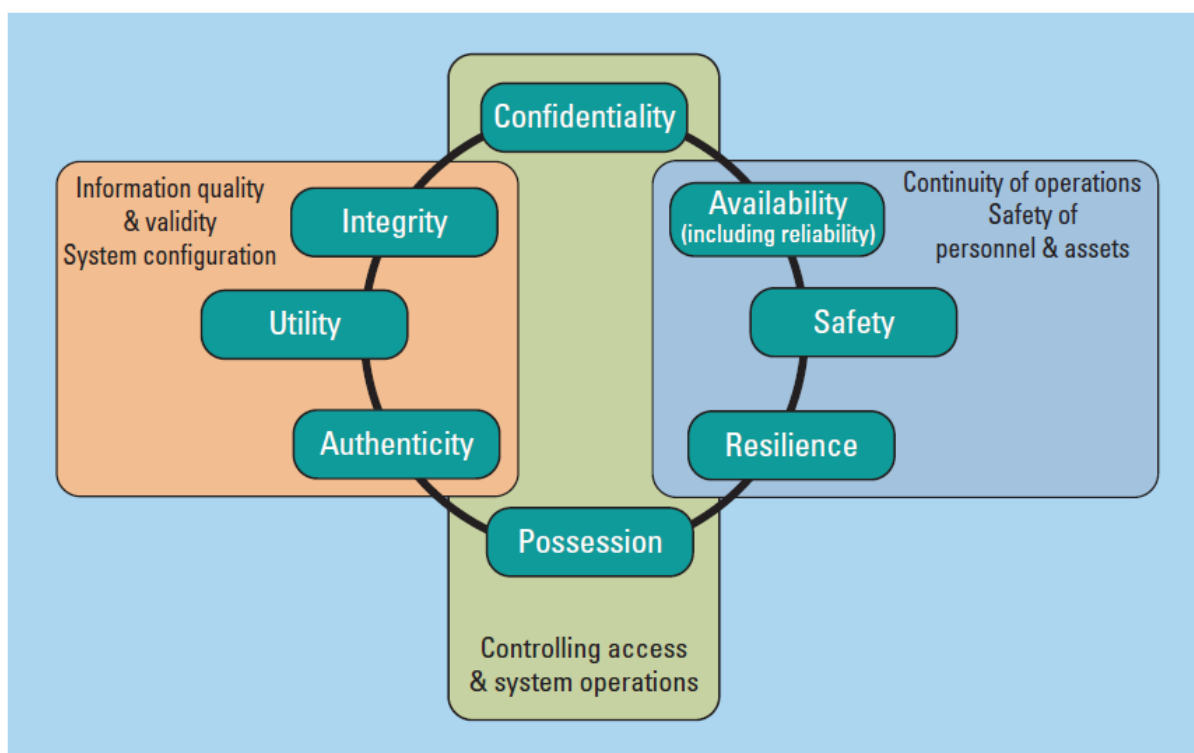 Confidentiality
Information quality
& validity
System configuration
Integrity
Utility
Authenticity
Availability
(including reliability)
Continuity of operations
Safety of
personnel & assets
Safety
Resilience
Possession
Controlling access
& system operations